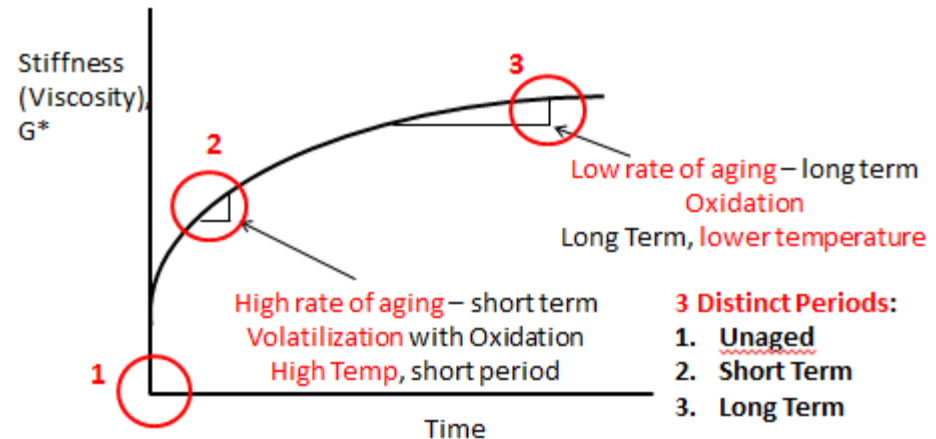 Stiffness
(Viscosity),
G*
3
2
Low rate of aging – long term
Oxidation
Long Term, lower temperature
High rate of aging – short term
Volatilization with Oxidation
High Temp, short period
3 Distinct Periods:
1. Unaged
2. Short Term
3. Long Term
1
Time